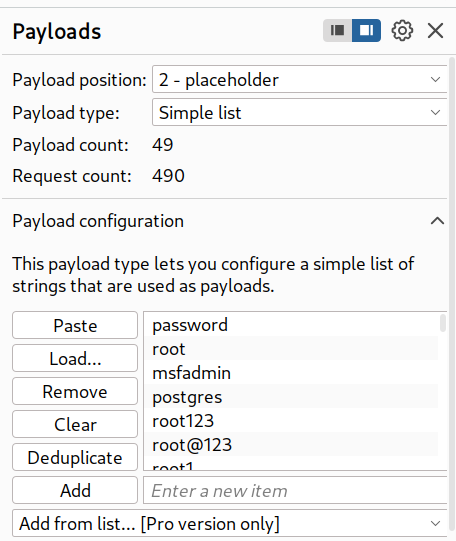 Payloads
Payload position: 2 - placeholder
Payload type: Simple list
Payload count: 49
Request count: 490
Payload configuration
This payload type lets you configure a simple list of
strings that are used as payloads.
Paste
Load...
Remove
Clear
Deduplicate
password
root
msfadmin
postgres
root123
root@123
root1
Add
Enter a new item
Add from list... [Pro version only]